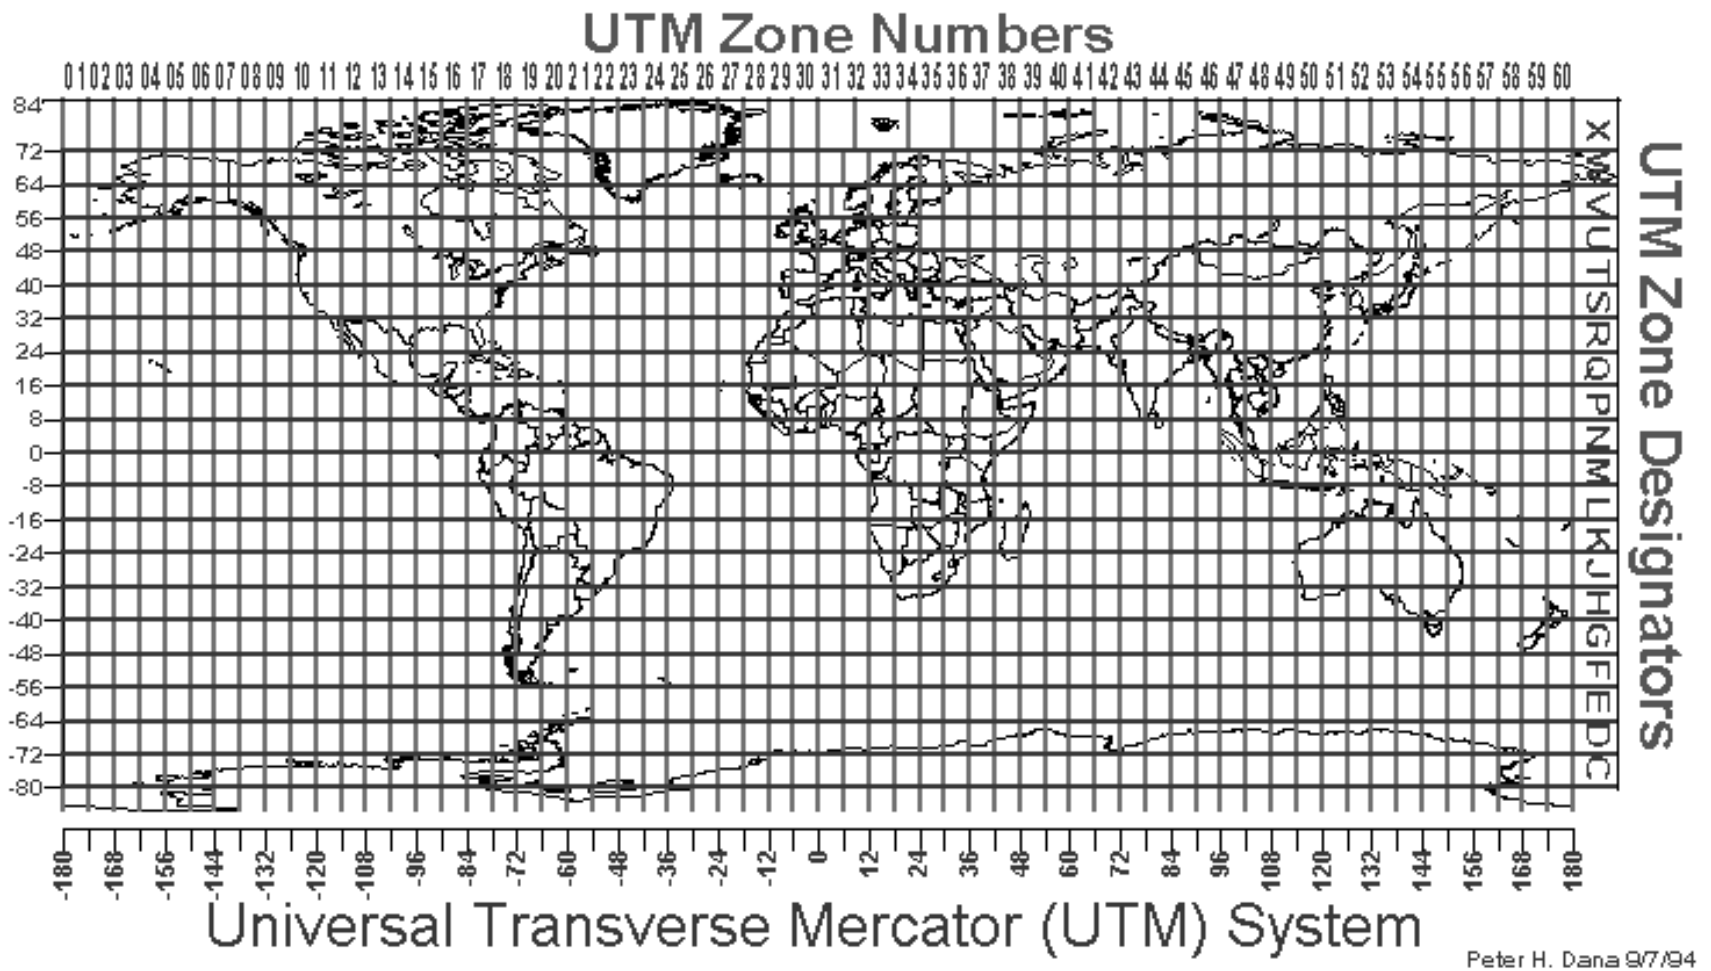 UTM Zone Numbers
01 02 03 04 05 06 07 08 09 10 11 12 13 14 15 16 17 18 19 20 21 22 23 24 25 26 27 28 29 30 31 32 33 34 35 36 37 38 39 40 41 42 43 44 45 46 47 48 49 50 51 52 53 54 55 56 57 58 59 60
84
72
64
56
48
40
32
24
16
8
0
-8
-16
-24
-32
-40
-48
-56
-64
-72
-80
X
W
V
U
T
S
R
Q
P
N
M
L
K
J
H
G
F
E
D
C
UTM Zone Designators
-180 -168 -156 -144 -132 -120 -108 -96 -84 -72 -60 -48 -36 -24 -12 0 12 24 36 48 60 72 84 96 108 120 132 144 156 168 180
Universal Transverse Mercator (UTM) System
Peter H. Dana 9/7/94